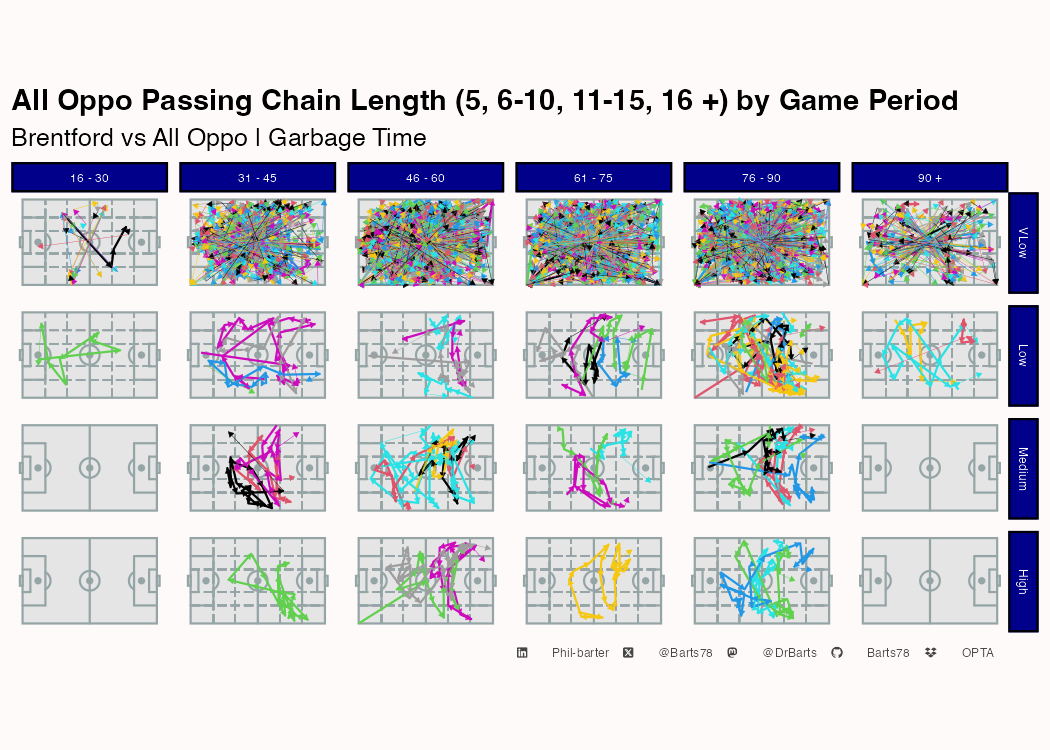 All Oppo Passing Chain Length (5, 6-10, 11-15, 16 +) by Game Period
Brentford vs All Oppo | Garbage Time
16 - 30 31 - 45 46 - 60 61 - 75 76 - 90 90 +
VLow
Low
Medium
High
Phil-barter @Barts78 @DrBarts Barts78 OPTA